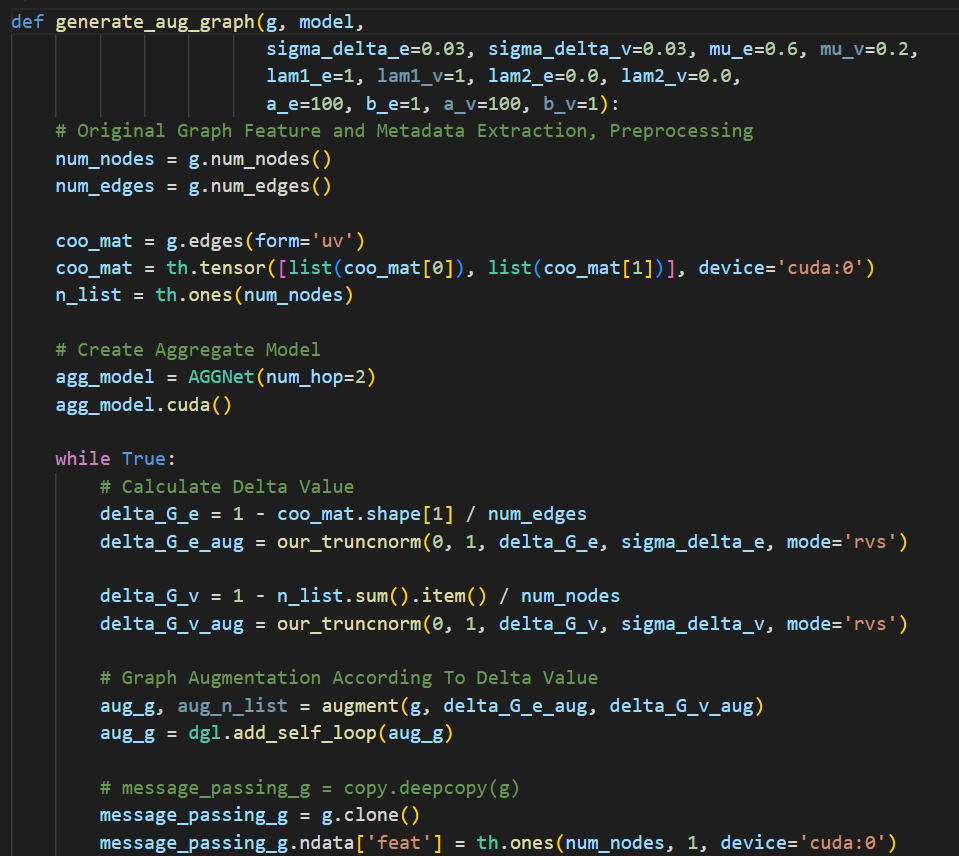 def generate_aug_graph(g, model,
sigma_delta_e=0.03, sigma_delta_v=0.03, mu_e=0.6, mu_v=0.2,
lam1_e=1, lam1_v=1, lam2_e=0.0, lam2_v=0.0,
a_e=100, b_e=1, a_v=100, b_v=1):
# Original Graph Feature and Metadata Extraction, Preprocessing
num_nodes = g.num_nodes()
num_edges = g.num_edges()
coo_mat = g.edges(form='uv')
coo_mat = th.tensor([list(coo_mat[0]), list(coo_mat[1])], device='cuda:0')
n_list = th.ones(num_nodes)
# Create Aggregate Model
agg_model = AGGNet(num_hop=2)
agg_model.cuda()
while True:
# Calculate Delta Value
delta_G_e = 1 - coo_mat.shape[1] / num_edges
delta_G_e_aug = our_truncnorm(0, 1, delta_G_e, sigma_delta_e, mode='rvs')
delta_G_v = 1 - n_list.sum().item() / num_nodes
delta_G_v_aug = our_truncnorm(0, 1, delta_G_v, sigma_delta_v, mode='rvs')
# Graph Augmentation According To Delta Value
aug_g, aug_n_list = augment(g, delta_G_e_aug, delta_G_v_aug)
aug_g = dgl.add_self_loop(aug_g)
# message_passing_g = copy.deepcopy(g)
message_passing_g = g.clone()
message_passing_g.ndata['feat'] = th.ones(num_nodes, 1, device='cuda:0')